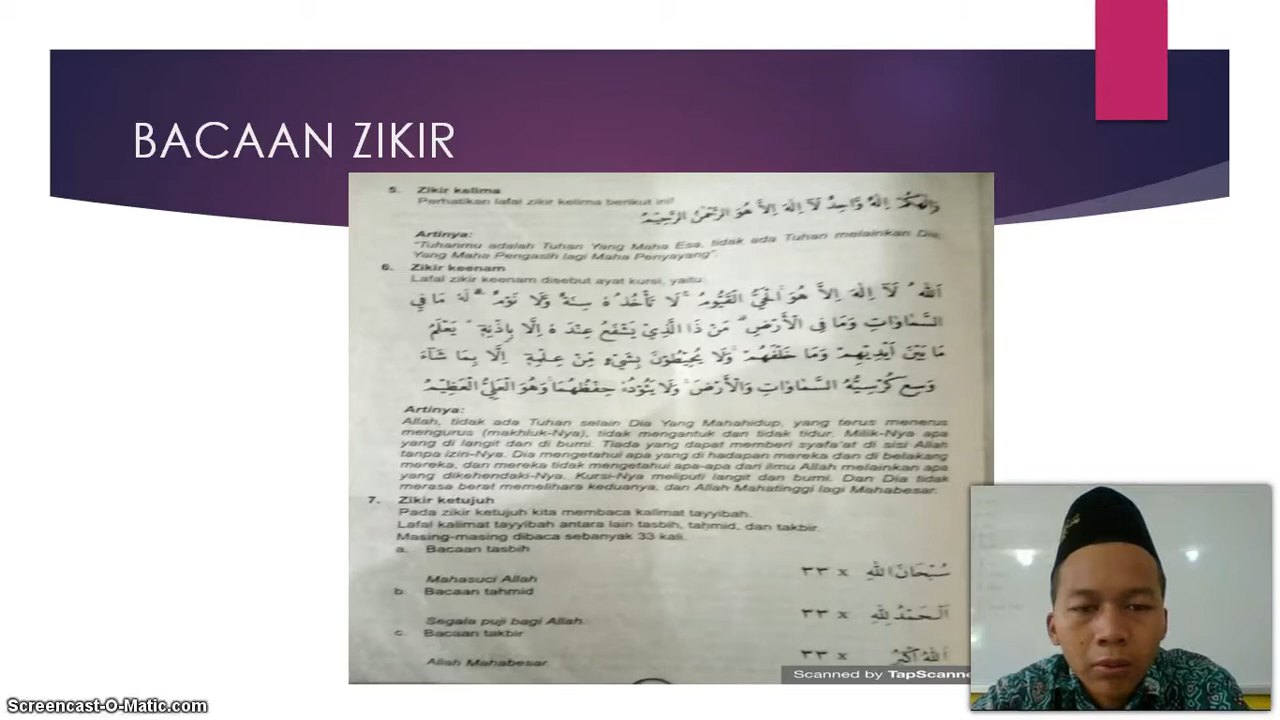 BACAAN ZIKIR
5. Zikir kelima
Perhatikan lafal zikir kelima berikut ini!
وَإِلٰهُكُمْ إِلٰهٌ وَّاحِدٌ لَآ اِلٰهَ اِلَّا هُوَ الرَّحْمٰنُ الرَّحِيْمُ
Artinya:
"Tuhanmu adalah Tuhan Yang Maha Esa, tidak ada Tuhan melainkan Dia
Yang Maha Pengasih lagi Maha Penyayang".
6. Zikir keenam
Lafal zikir keenam disebut ayat kursi, yaitu:
اَللّٰهُ لَآ اِلٰهَ اِلَّا هُوَ اَلْحَيُّ الْقَيُّومُ ۚ لَا تَأْخُذُهٗ سِنَةٌ وَّلَا نَوْمٌ ۗ لَهٗ مَا فِي
السَّمَاوَاتِ وَمَا فِى الْأَرْضِ ۗ مَنْ ذَا الَّذِيْ يَشْفَعُ عِنْدَهٗ اِلَّا بِإِذْنِهٖ ۗ يَعْلَمُ
مَا بَيْنَ اَيْدِيْهِمْ وَمَا خَلْفَهُمْ ۚ وَلَا يُحِيْطُوْنَ بِشَيْءٍ مِّنْ عِلْمِهٖ اِلَّا بِمَا شَآءَ
وَسِعَ كُرْسِيُّهُ السَّمَاوَاتِ وَالْأَرْضَ ۚ وَلَا يَئُوْدُهٗ حِفْظُهُمَا ۚ وَهُوَ الْعَلِيُّ الْعَظِيْمُ
Artinya:
Allah, tidak ada Tuhan selain Dia Yang Mahahidup, yang terus menerus
mengurus (makhluk-Nya), tidak mengantuk dan tidak tidur. Milik-Nya apa
yang di langit dan di bumi. Tiada yang dapat memberi syafa'at di sisi Allah
tanpa izin-Nya. Dia mengetahui apa yang di hadapan mereka dan di belakang
mereka, dan mereka tidak mengetahui apa-apa dari ilmu Allah melainkan apa
yang dikehendaki-Nya. Kursi-Nya meliputi langit dan bumi. Dan Dia tidak
merasa berat memelihara keduanya, dan Allah Mahatinggi lagi Mahabesar.
7. Zikir ketujuh
Pada zikir ketujuh kita membaca kalimat tayyibah.
Lafal kalimat tayyibah antara lain tasbih, tahmid, dan takbir.
Masing-masing dibaca sebanyak 33 kali.
a. Bacaan tasbih
سُبْحَانَ اللهِ x ٣٣
Mahasuci Allah
b. Bacaan tahmid
اَلْحَمْدُ لِلّٰهِ x ٣٣
Segala puji bagi Allah.
c. Bacaan takbir
اَللهُ اَكْبَرُ x ٣٣
Allah Mahabesar.
Scanned by TapScanne
Screencast-O-Matic.com